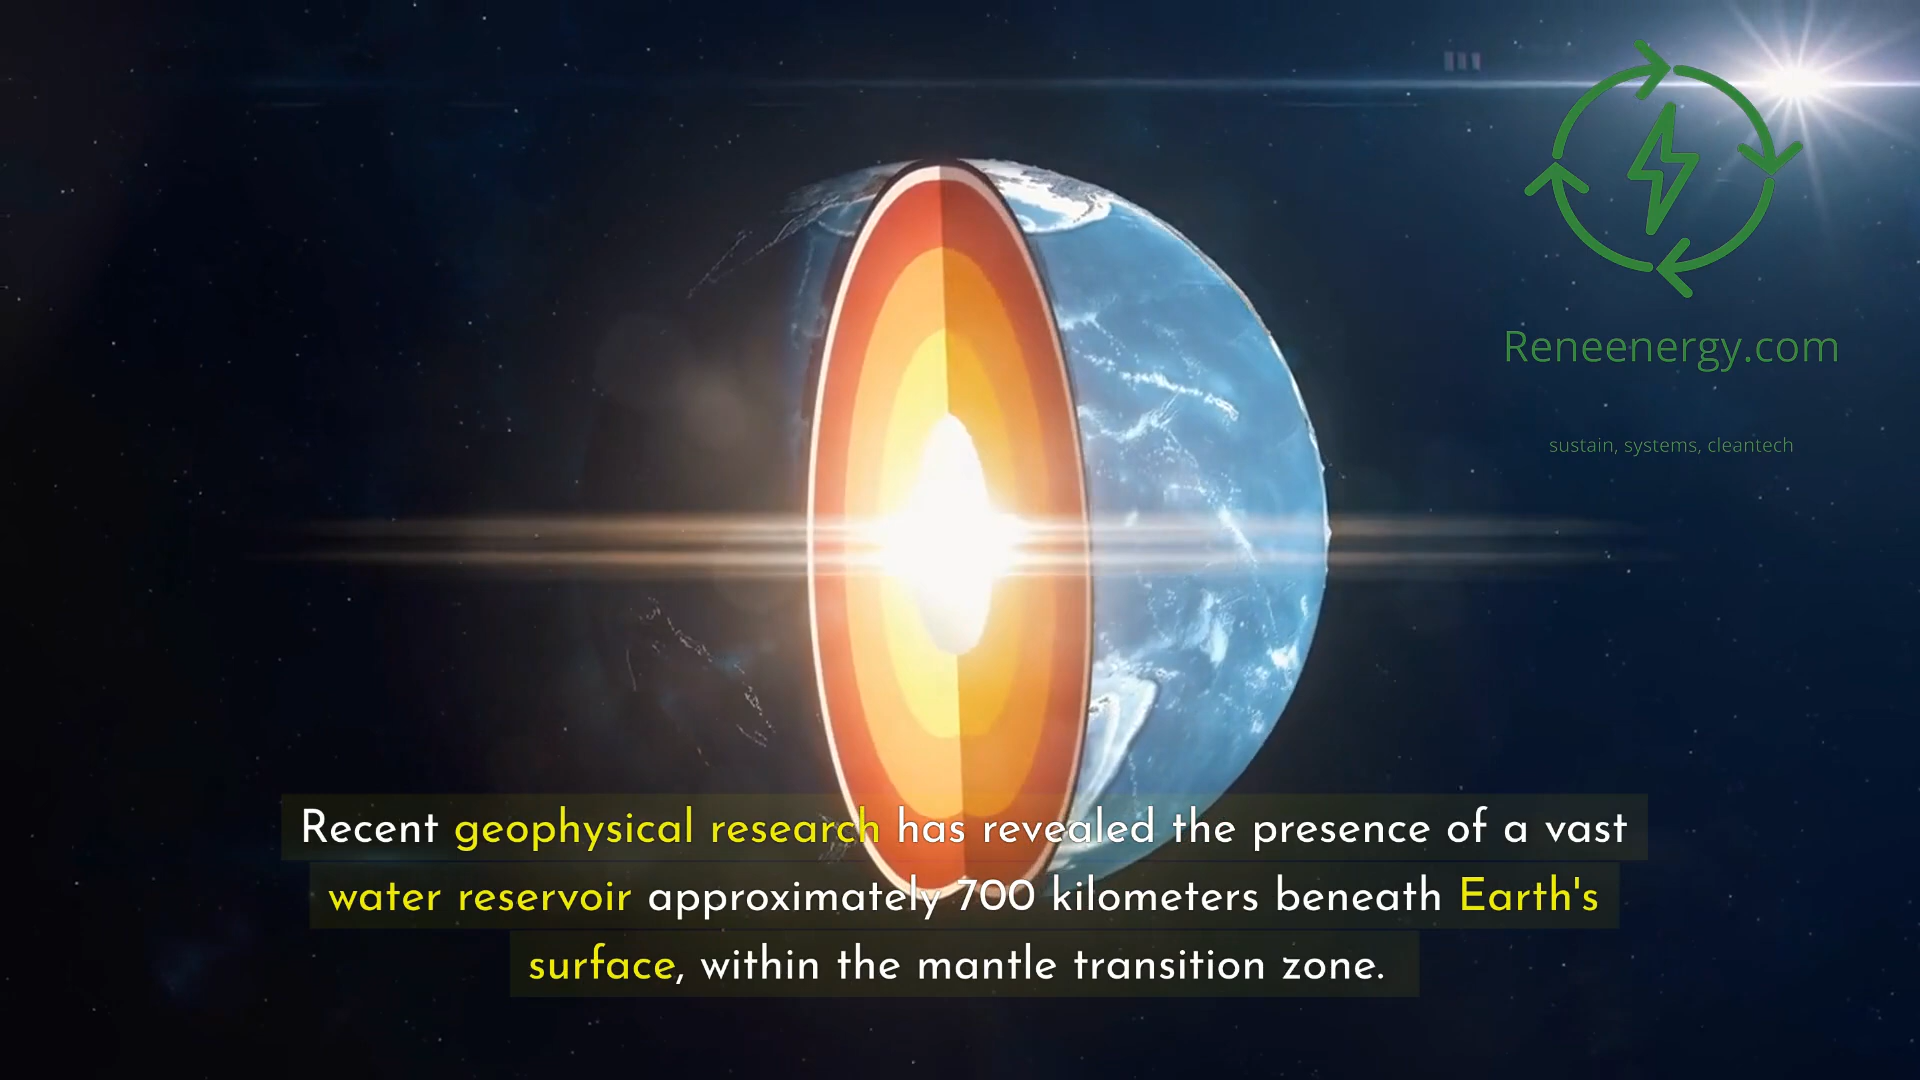 Reneenergy.com
sustain, systems, cleantech
Recent geophysical research has revealed the presence of a vast
water reservoir approximately 700 kilometers beneath Earth's
surface, within the mantle transition zone.